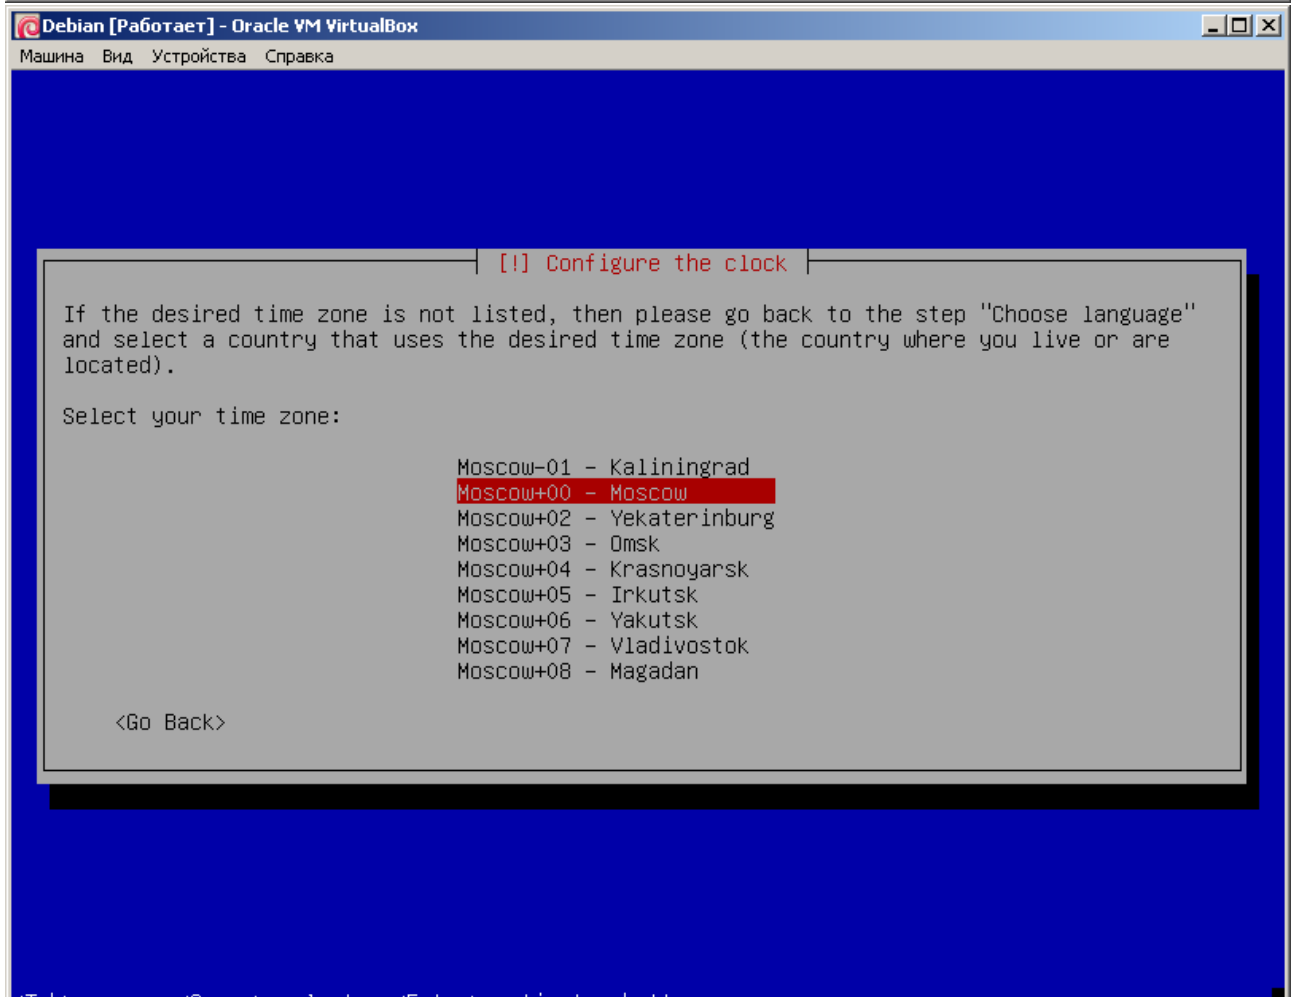 Debian [Работает] - Oracle VM VirtualBox
Машина Вид Устройства Справка
[!] Configure the clock
If the desired time zone is not listed, then please go back to the step "Choose language"
and select a country that uses the desired time zone (the country where you live or are
located).
Select your time zone:
Moscow-01 - Kaliningrad
Moscow+00 - Moscow
Moscow+02 - Yekaterinburg
Moscow+03 - Omsk
Moscow+04 - Krasnoyarsk
Moscow+05 - Irkutsk
Moscow+06 - Yakutsk
Moscow+07 - Vladivostok
Moscow+08 - Magadan
<Go Back>